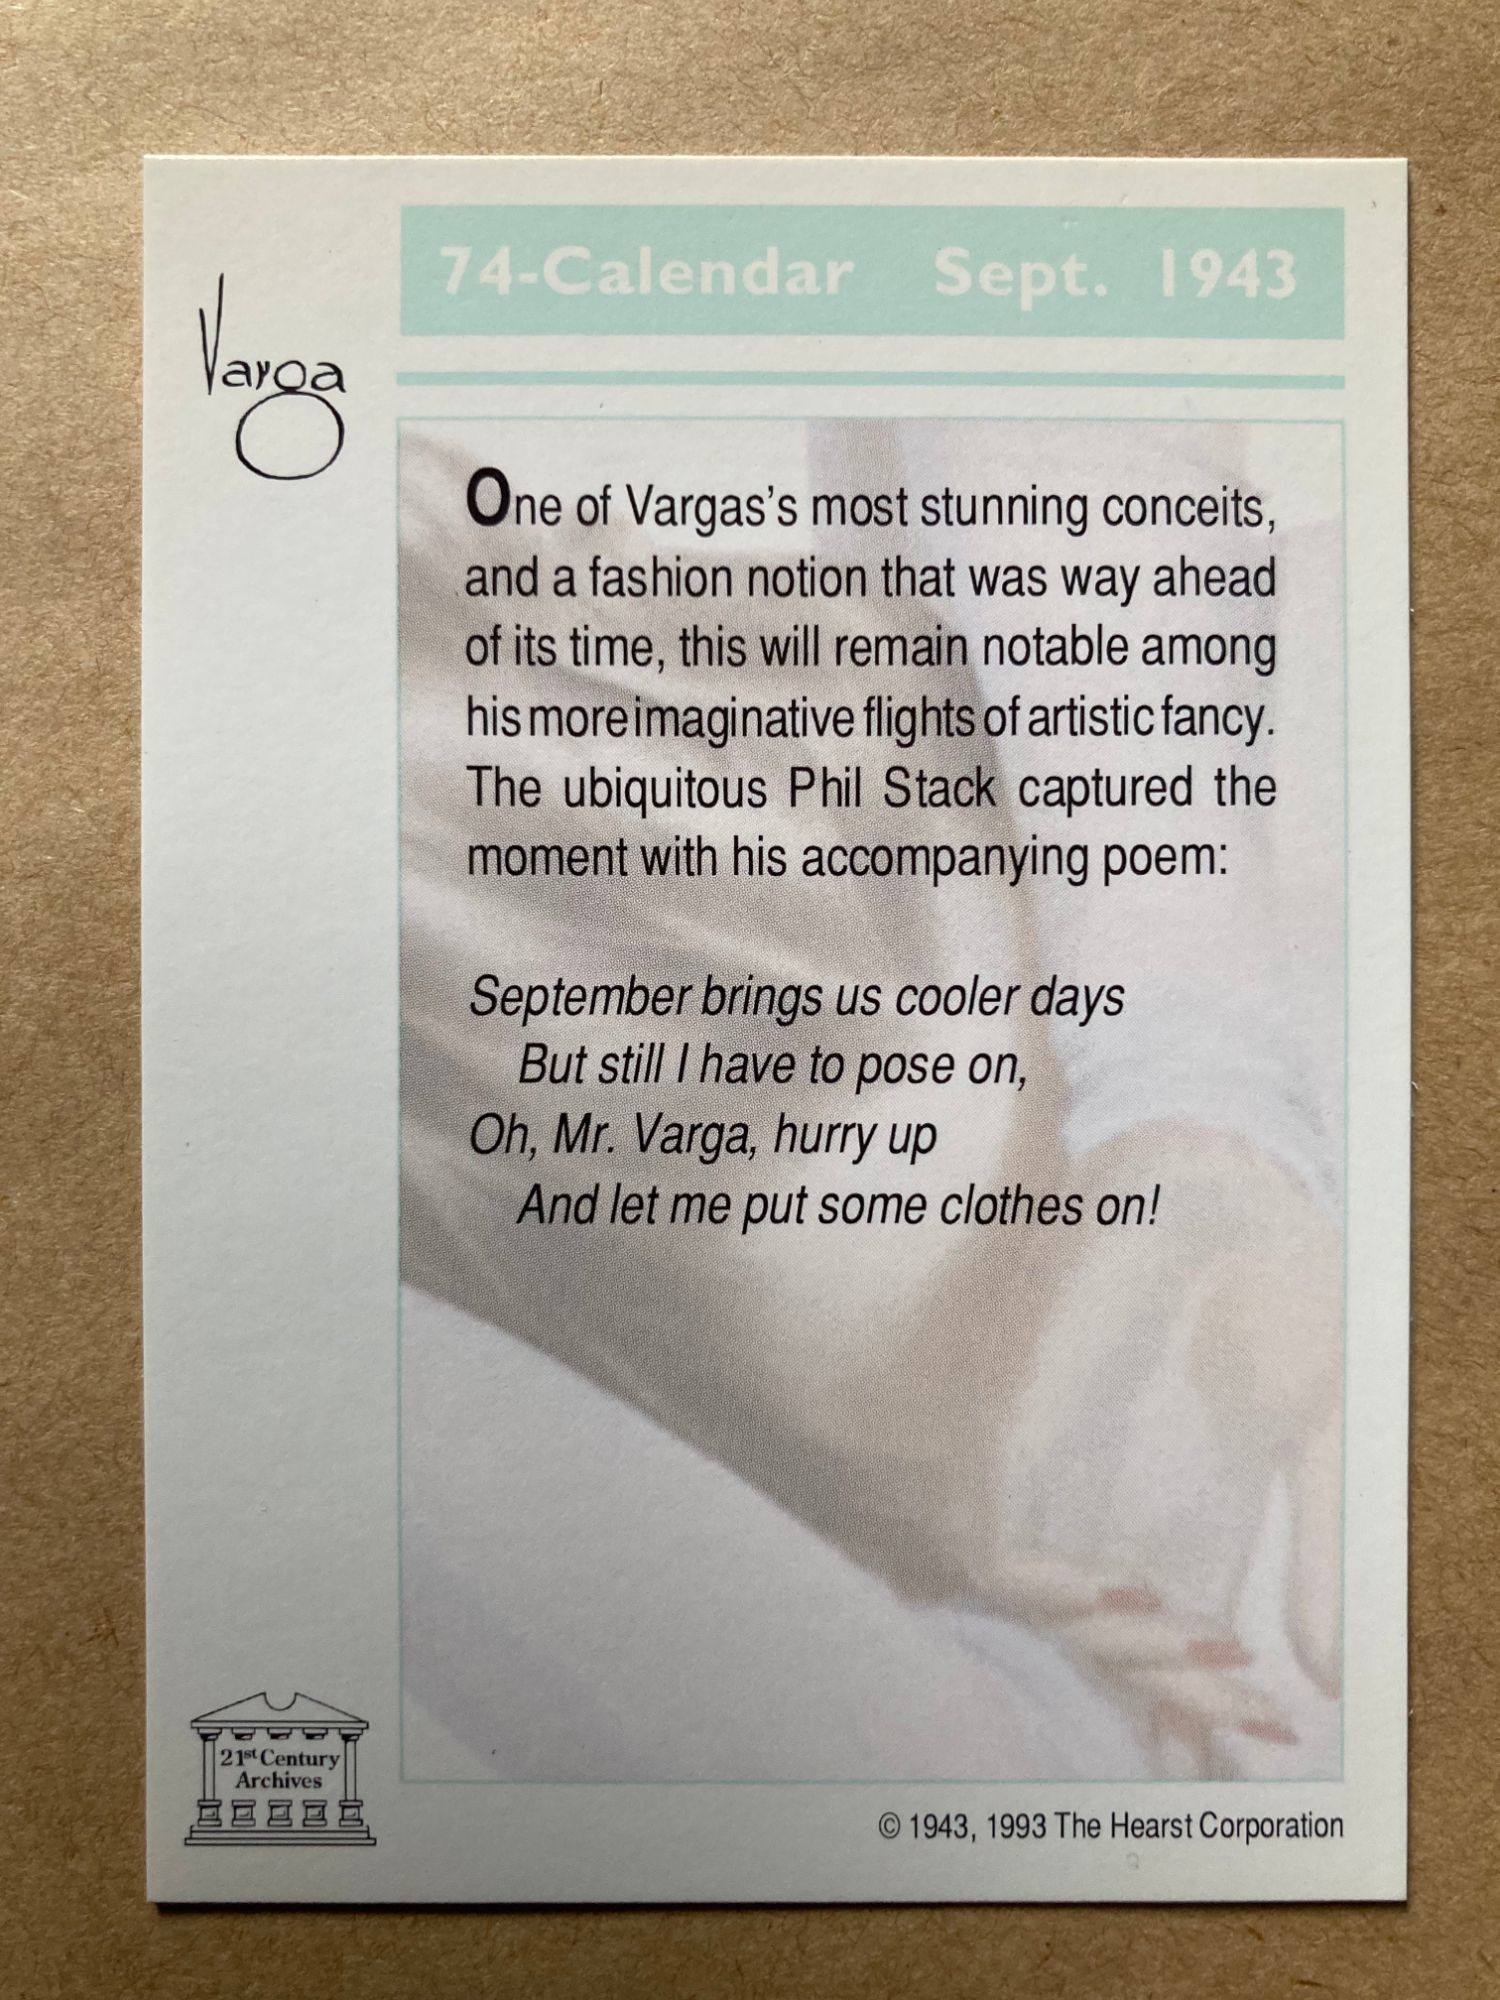 74-Calendar Sept. 1943
Varga
One of Vargas's most stunning conceits,
and a fashion notion that was way ahead
of its time, this will remain notable among
his more imaginative flights of artistic fancy.
The ubiquitous Phil Stack captured the
moment with his accompanying poem:
September brings us cooler days
But still I have to pose on,
Oh, Mr. Varga, hurry up
And let me put some clothes on!
21st Century
Archives
© 1943, 1993 The Hearst Corporation